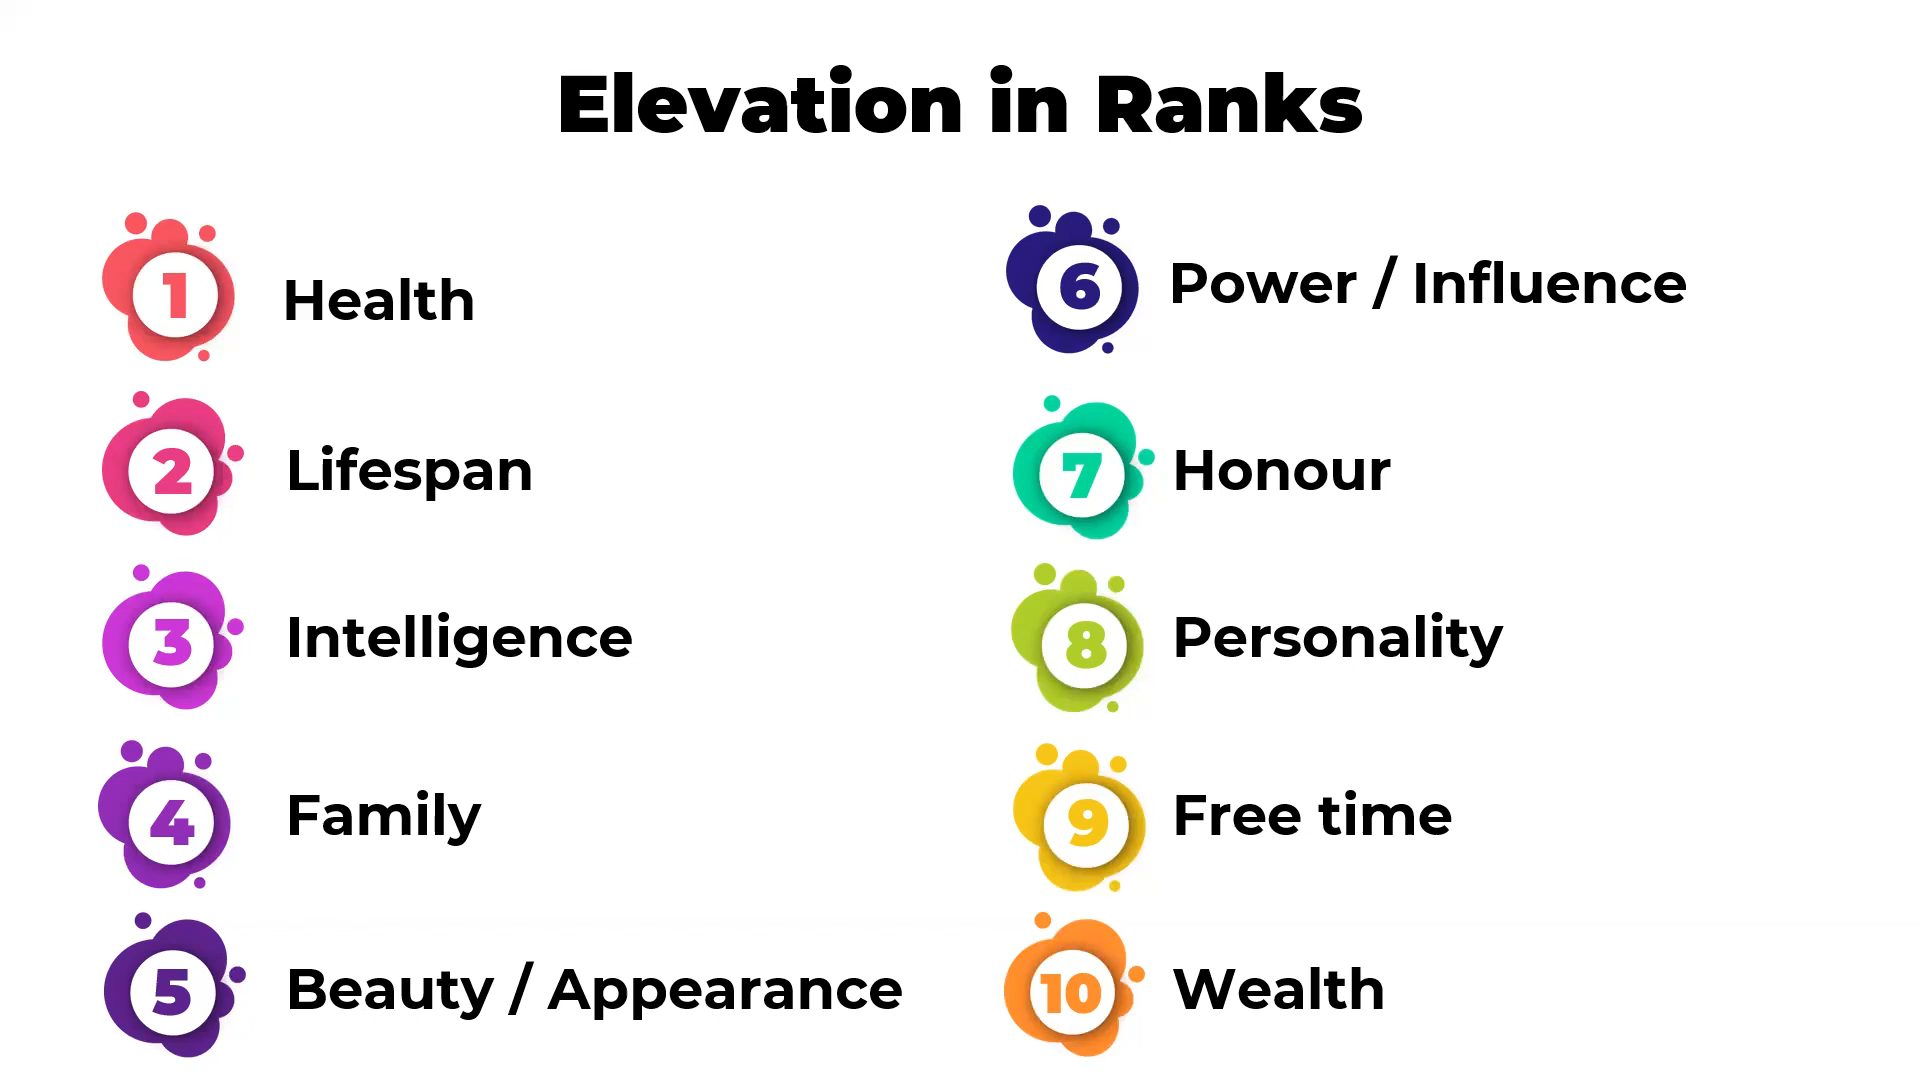 Elevation in Ranks
1 Health
2 Lifespan
3 Intelligence
4 Family
5 Beauty / Appearance
6 Power / Influence
7 Honour
8 Personality
9 Free time
10 Wealth